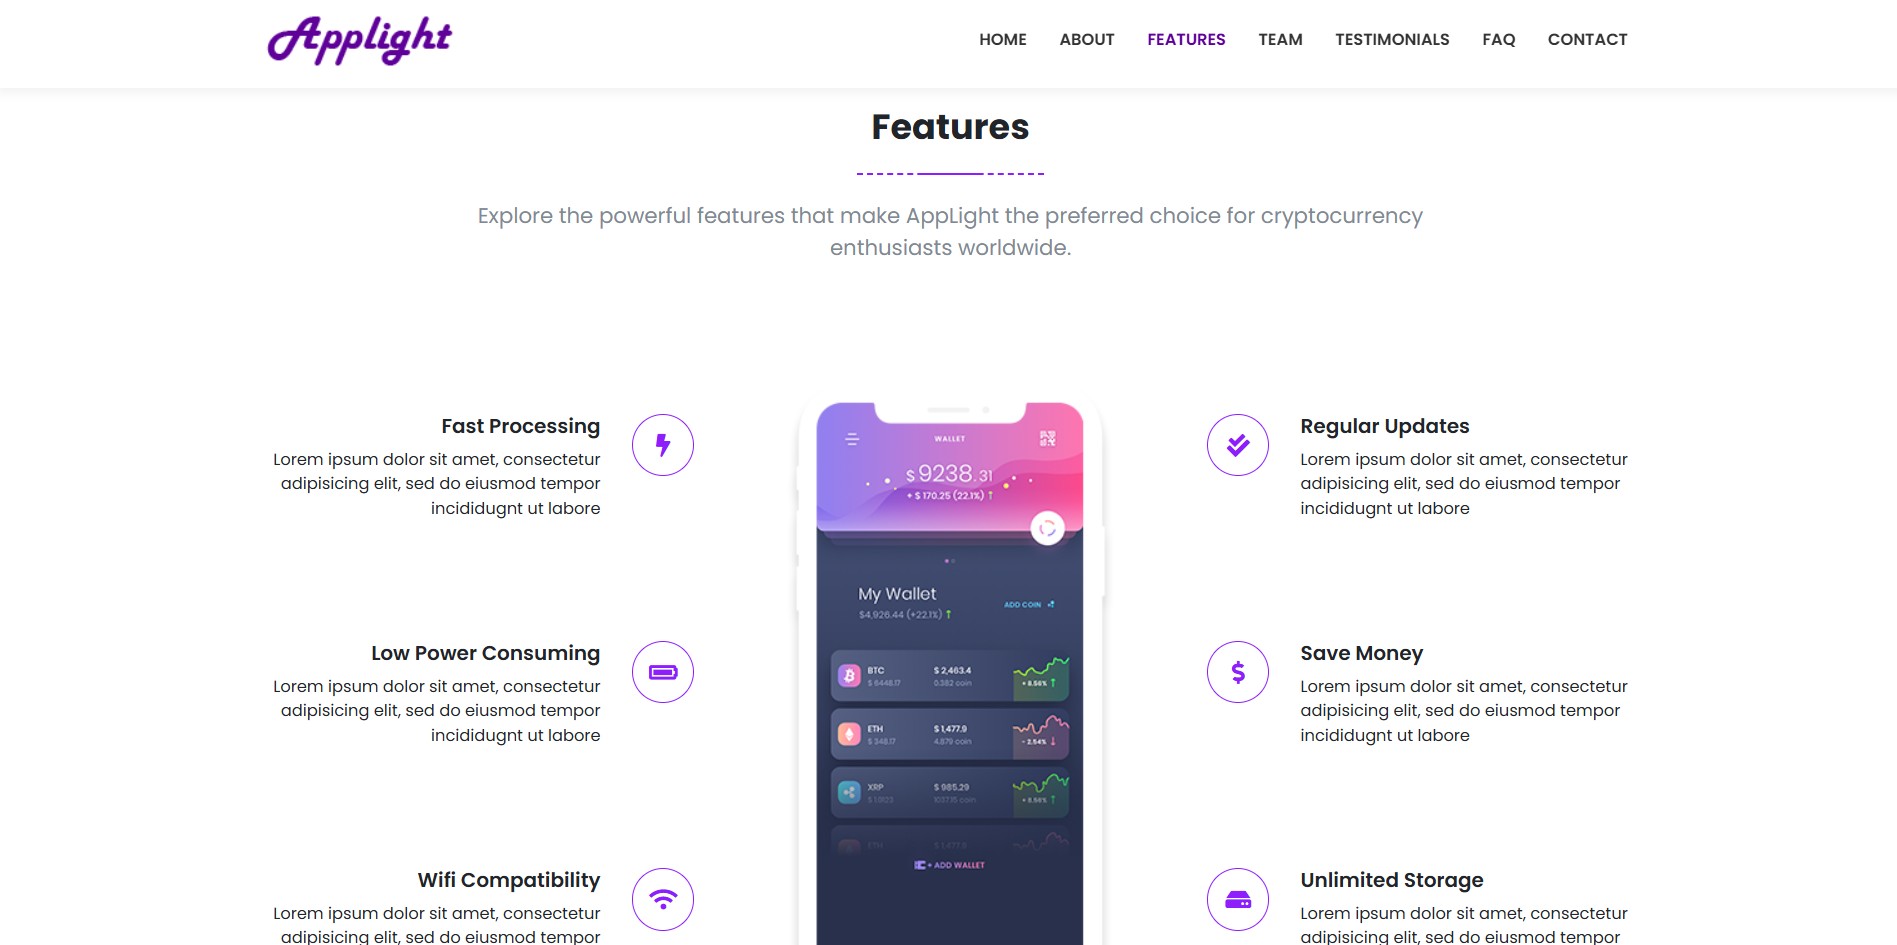 Applight
HOME ABOUT FEATURES TEAM TESTIMONIALS FAQ CONTACT
Features
Explore the powerful features that make AppLight the preferred choice for cryptocurrency
enthusiasts worldwide.
Fast Processing
Lorem ipsum dolor sit amet, consectetur
adipisicing elit, sed do eiusmod tempor
incididugnt ut labore
Low Power Consuming
Lorem ipsum dolor sit amet, consectetur
adipisicing elit, sed do eiusmod tempor
incididugnt ut labore
Wifi Compatibility
Lorem ipsum dolor sit amet, consectetur
adipisicing elit, sed do eiusmod tempor
WALLET
$ 9238.31
+ $ 170.25 (22.1%)
My Wallet
$4,926.44 (+22.1%)
ADD COIN
BTC $ 2,463.4
$ 6448.17 0.382 coin + 8.56%
ETH $ 1,477.9
$ 348.17 4.879 coin - 2.54%
XRP $ 985.29
$ 1.9123 1037.15 coin + 8.56%
ETH $ 1,477.9
+ ADD WALLET
Regular Updates
Lorem ipsum dolor sit amet, consectetur
adipisicing elit, sed do eiusmod tempor
incididugnt ut labore
Save Money
Lorem ipsum dolor sit amet, consectetur
adipisicing elit, sed do eiusmod tempor
incididugnt ut labore
Unlimited Storage
Lorem ipsum dolor sit amet, consectetur
adipisicing elit, sed do eiusmod tempor